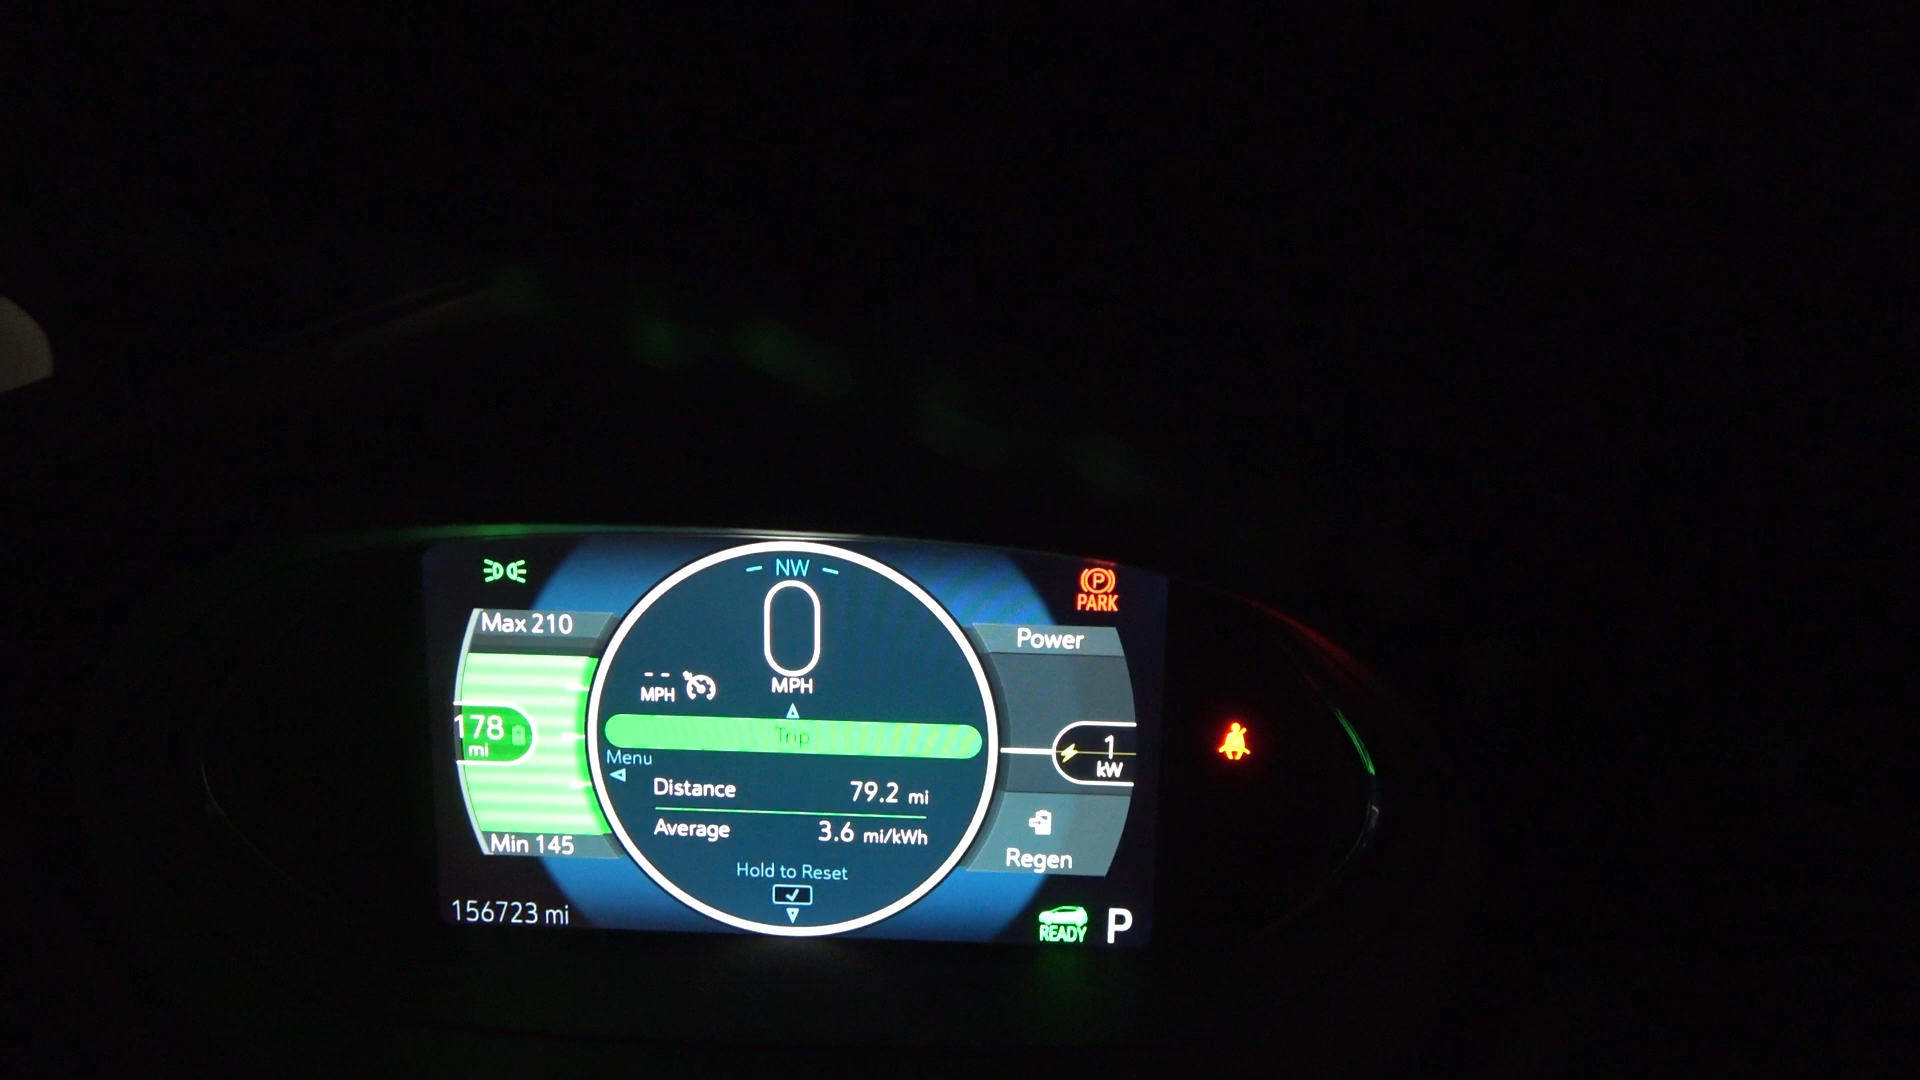 NW
PARK
Max 210
0
MPH
Power
-- MPH
178
mi
Trip
1
kW
Menu
Distance 79.2 mi
Average 3.6 mi/kWh
Min 145
Regen
Hold to Reset
156723 mi
READY
P